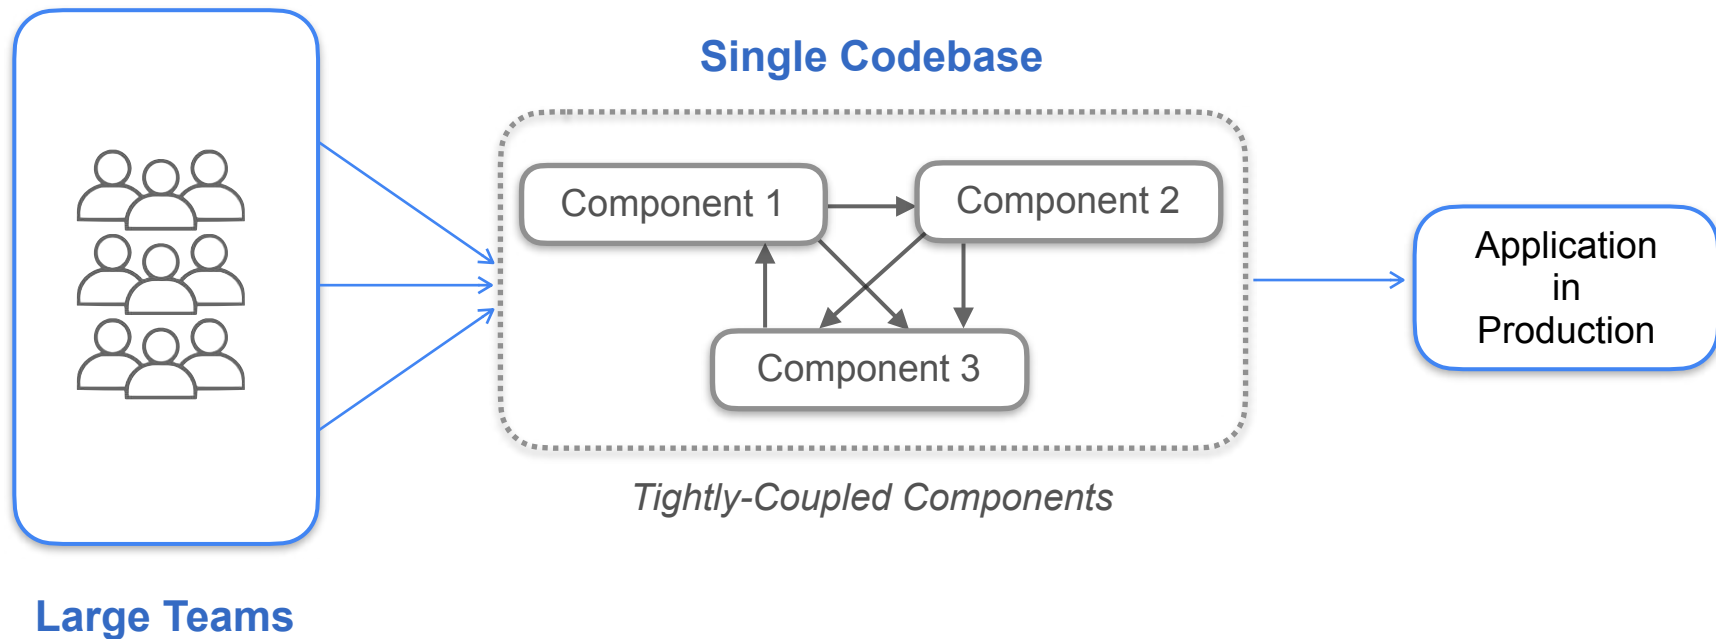 Single Codebase
Component 1
Component 2
Component 3
Tightly-Coupled Components
Application
in
Production
Large Teams